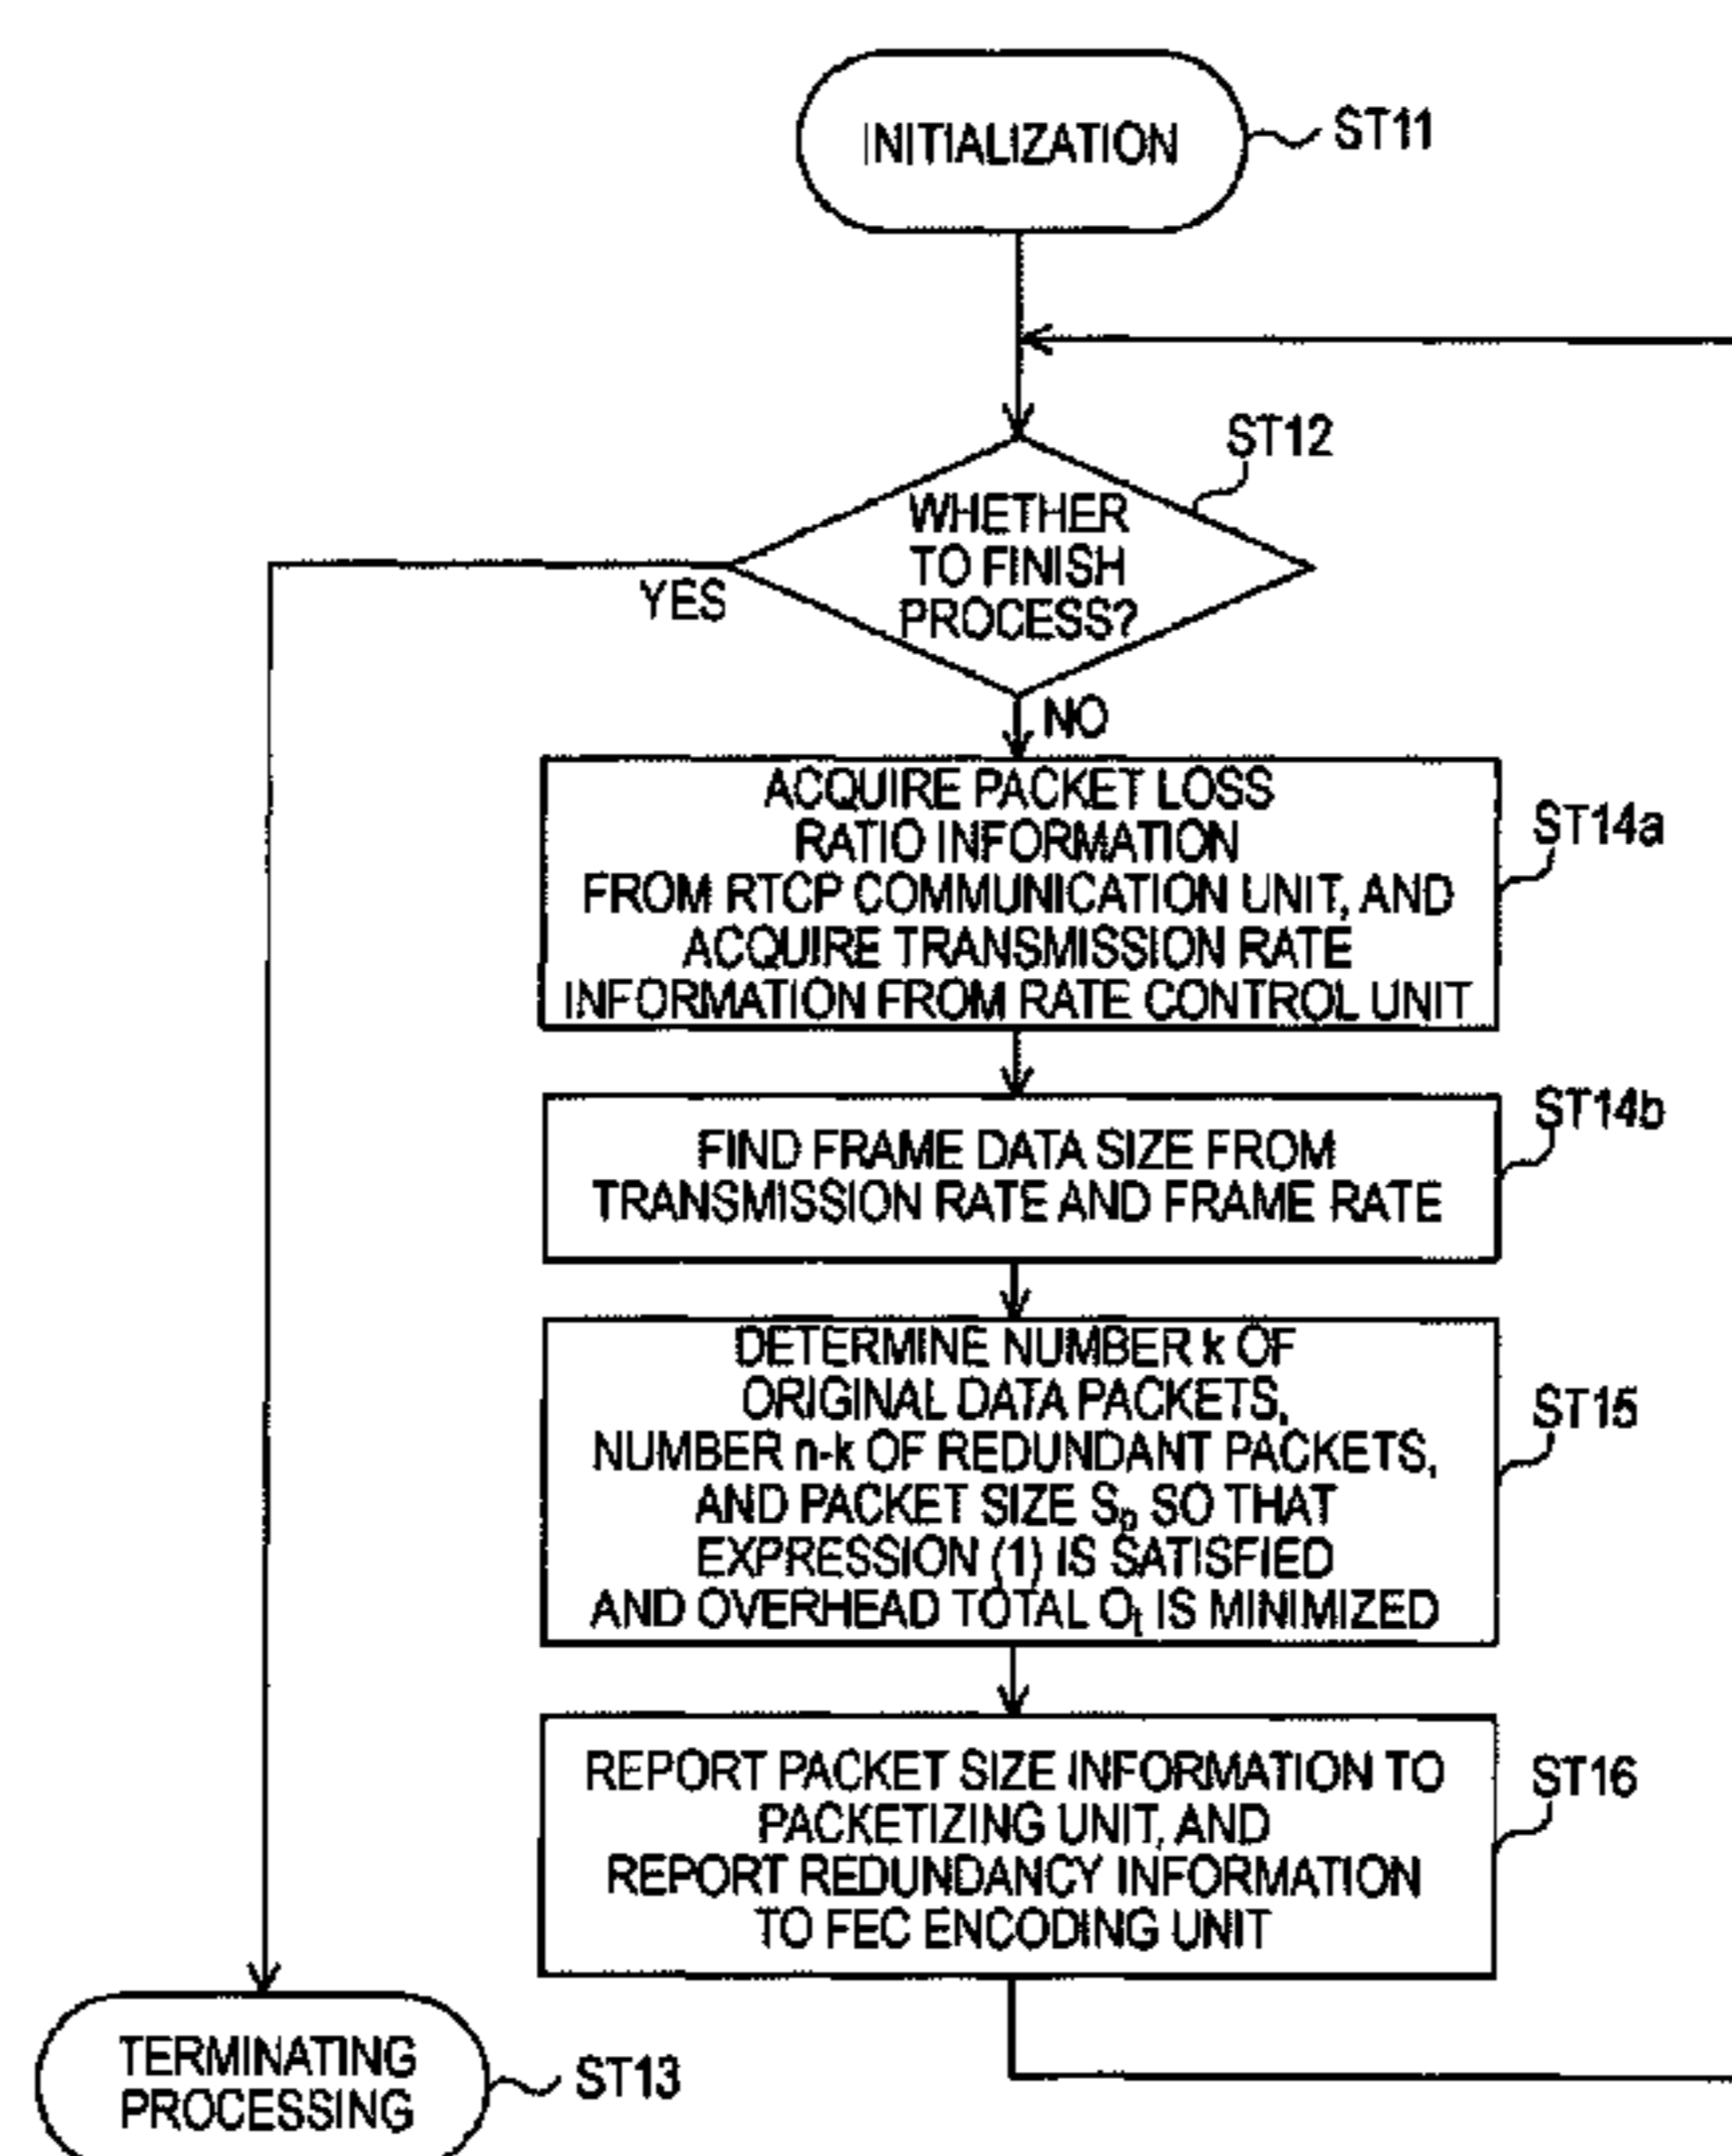 INITIALIZATION
ST11
ST12
WHETHER
TO FINISH
PROCESS?
YES
NO
ACQUIRE PACKET LOSS
RATIO INFORMATION
FROM RTCP COMMUNICATION UNIT, AND
ACQUIRE TRANSMISSION RATE
INFORMATION FROM RATE CONTROL UNIT
ST14a
FIND FRAME DATA SIZE FROM
TRANSMISSION RATE AND FRAME RATE
ST14b
DETERMINE NUMBER k OF
ORIGINAL DATA PACKETS,
NUMBER n-k OF REDUNDANT PACKETS,
AND PACKET SIZE Sp SO THAT
EXPRESSION (1) IS SATISFIED
AND OVERHEAD TOTAL Ot IS MINIMIZED
ST15
REPORT PACKET SIZE INFORMATION TO
PACKETIZING UNIT, AND
REPORT REDUNDANCY INFORMATION
TO FEC ENCODING UNIT
ST16
TERMINATING
PROCESSING
ST13